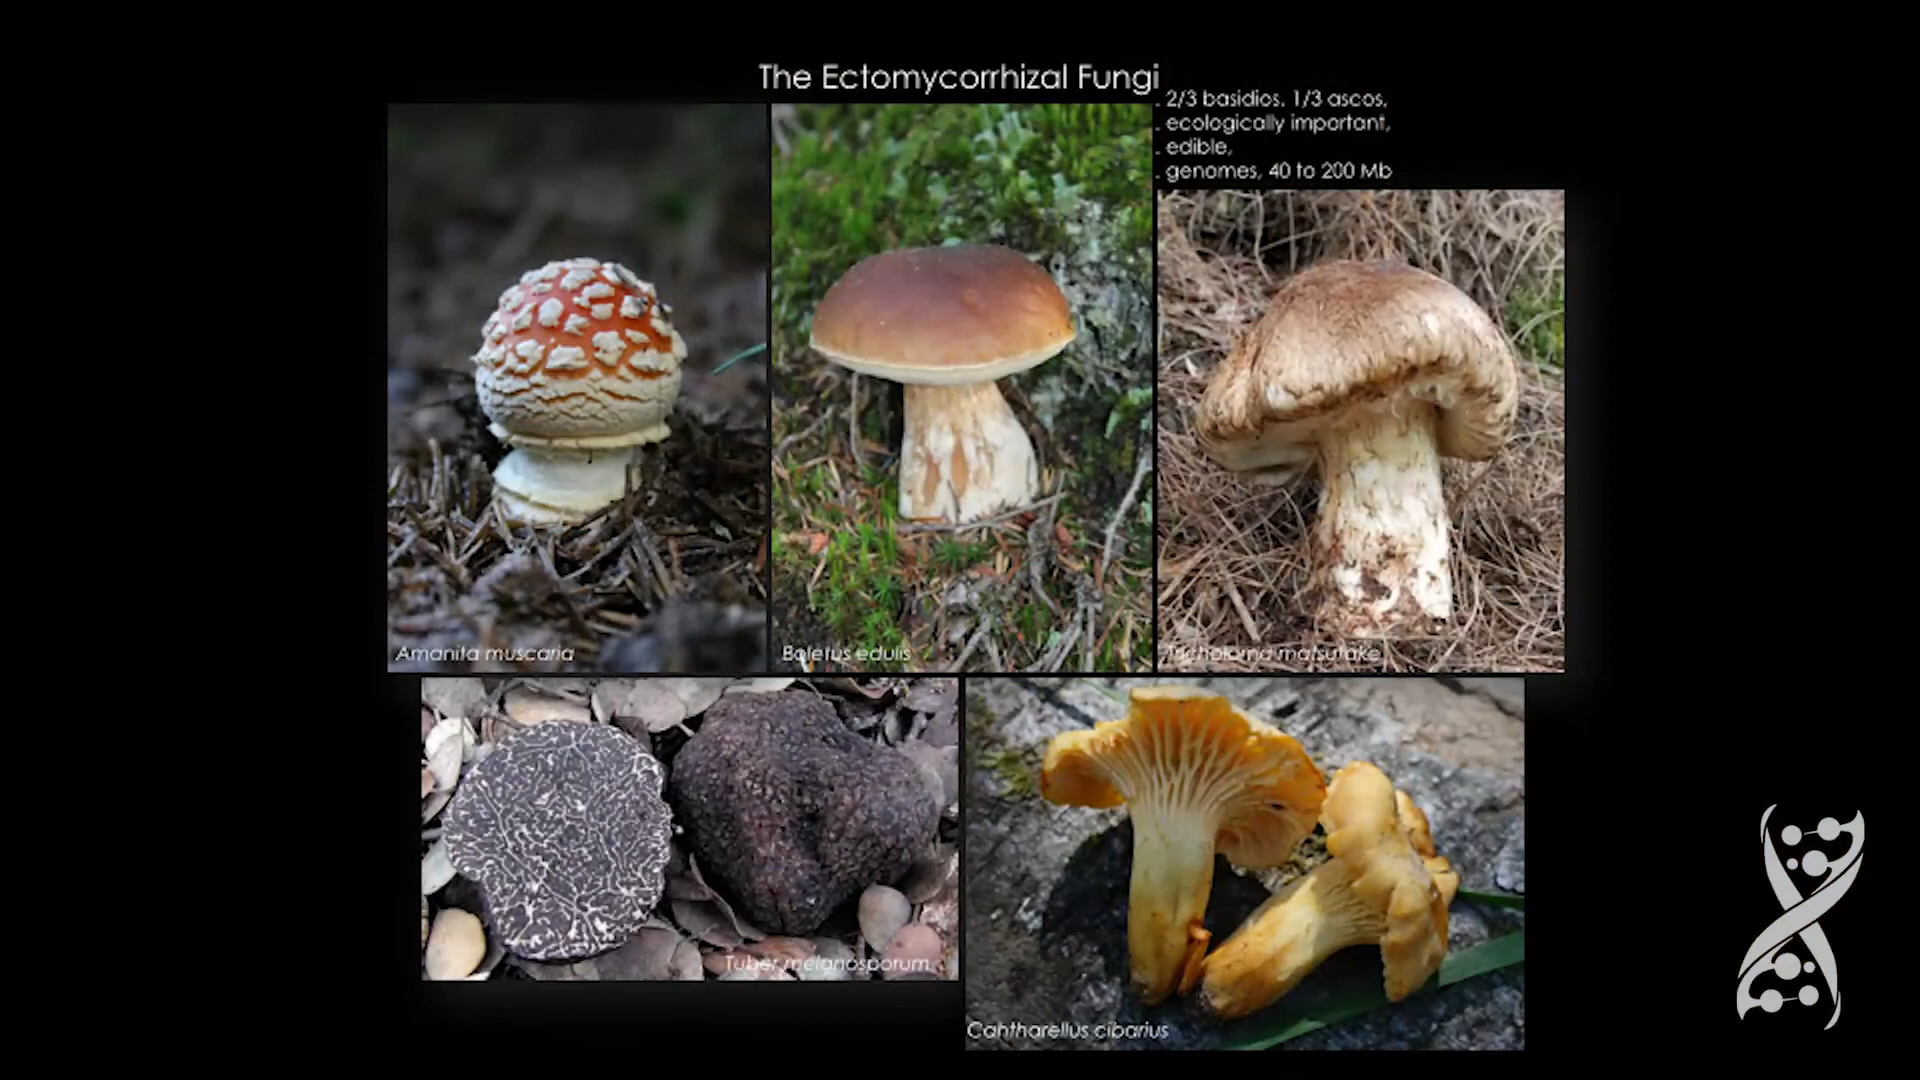 The Ectomycorrhizal Fungi
. 2/3 basidios, 1/3 ascos,
. ecologically important,
. edible,
. genomes, 40 to 200 Mb
Amanita muscaria
Boletus edulis
Tricholoma matsutake
Tuber melanosporum
Cantharellus cibarius